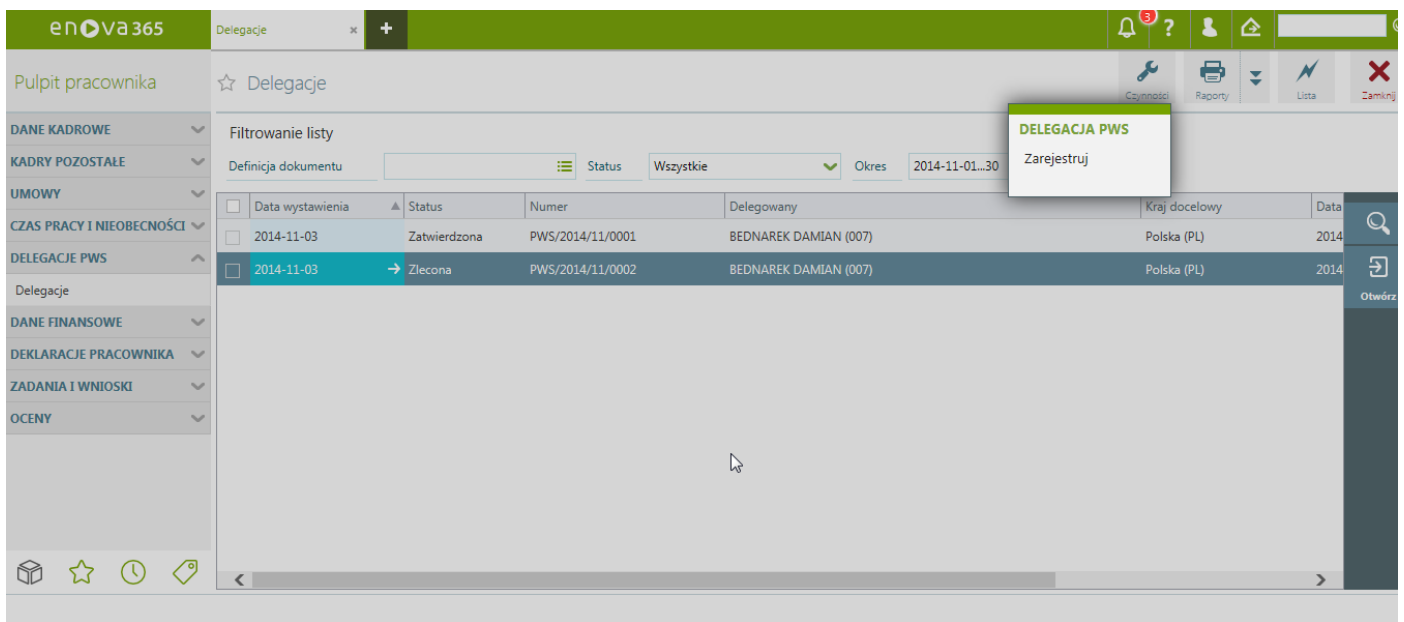 enova365
Delegacje
3
?
Pulpit pracownika
Delegacje
Czynności
Raporty
Lista
Zamknij
DANE KADROWE
KADRY POZOSTAŁE
UMOWY
CZAS PRACY I NIEOBECNOŚCI
DELEGACJE PWS
Delegacje
DANE FINANSOWE
DEKLARACJE PRACOWNIKA
ZADANIA I WNIOSKI
OCENY
Filtrowanie listy
Definicja dokumentu Status Wszystkie Okres 2014-11-01...30
DELEGACJA PWS
Zarejestruj
Data wystawienia Status Numer Delegowany Kraj docelowy Data
2014-11-03 Zatwierdzona PWS/2014/11/0001 BEDNAREK DAMIAN (007) Polska (PL) 2014
2014-11-03 Zlecona PWS/2014/11/0002 BEDNAREK DAMIAN (007) Polska (PL) 2014
Otwórz